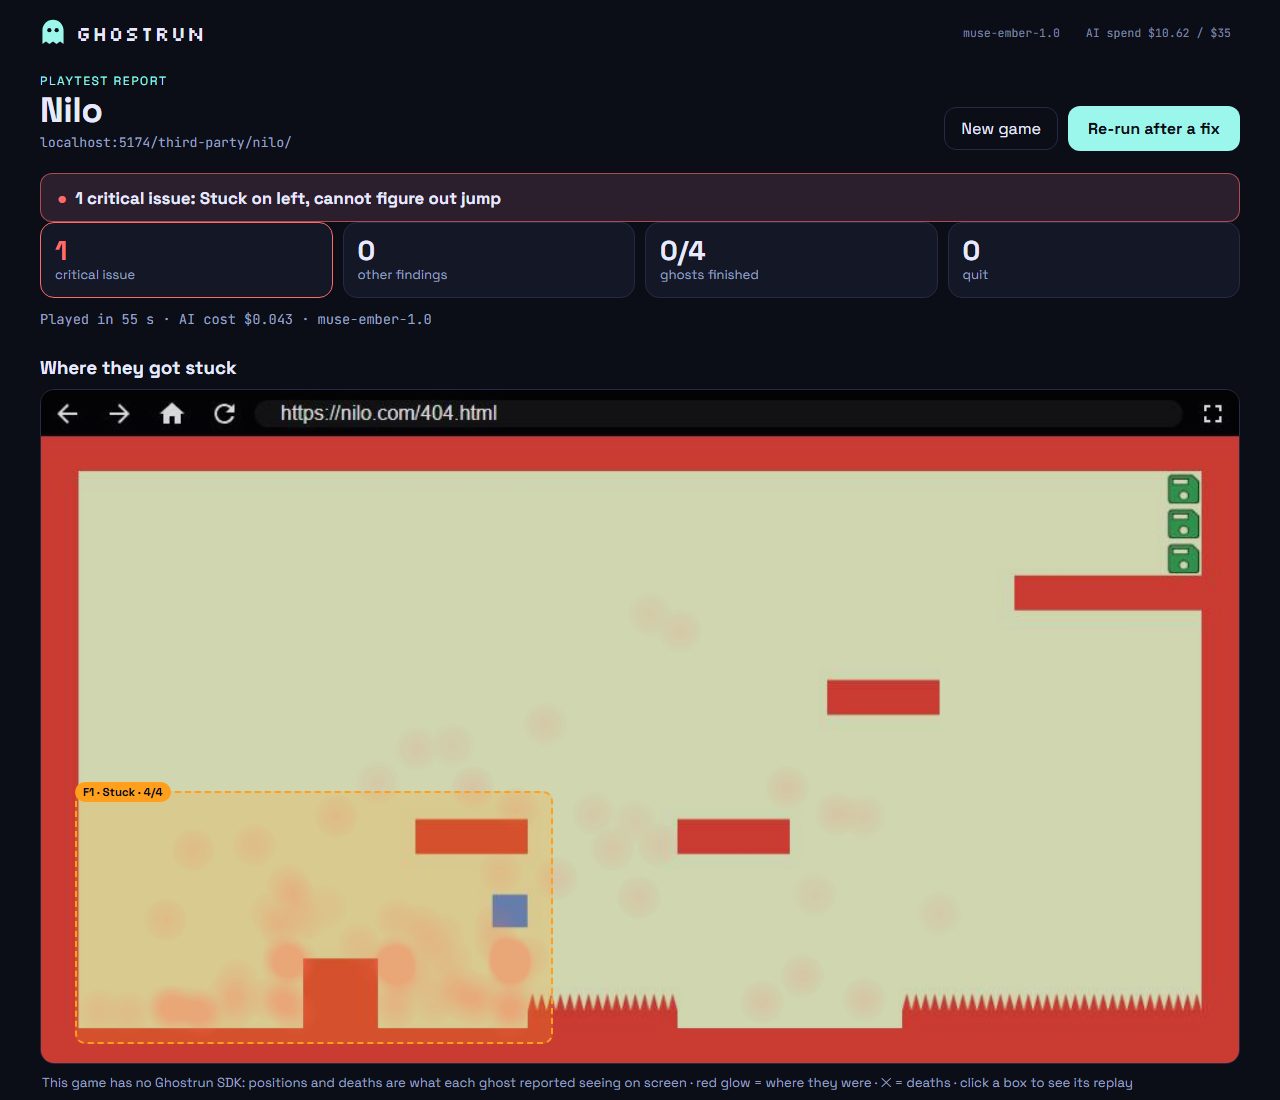 GHOSTRUN
muse-ember-1.0 AI spend $10.62 / $35
PLAYTEST REPORT
Nilo
localhost:5174/third-party/nilo/
New game
Re-run after a fix
1 critical issue: Stuck on left, cannot figure out jump
1
critical issue
0
other findings
0/4
ghosts finished
0
quit
Played in 55 s · AI cost $0.043 · muse-ember-1.0
Where they got stuck
https://nilo.com/404.html
F1 · Stuck · 4/4
This game has no Ghostrun SDK: positions and deaths are what each ghost reported seeing on screen · red glow = where they were · ✕ = deaths · click a box to see its replay